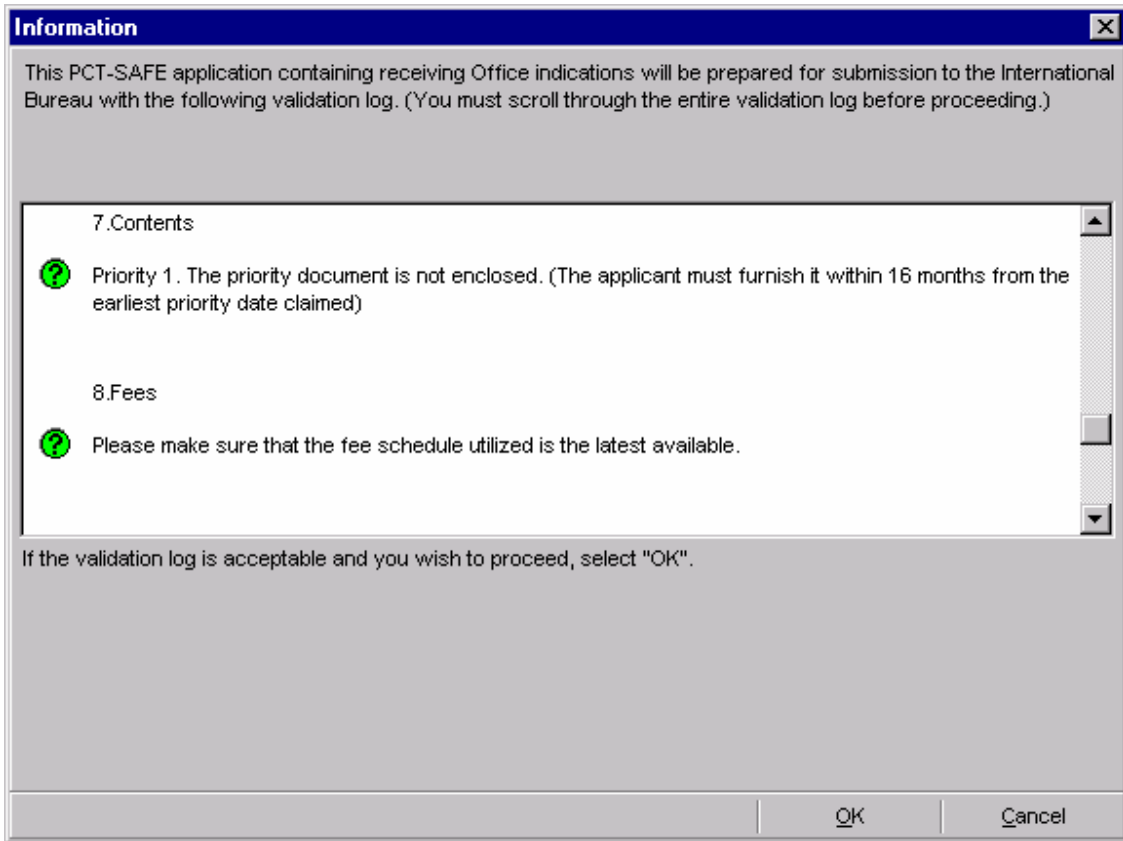 Information
This PCT-SAFE application containing receiving Office indications will be prepared for submission to the International
Bureau with the following validation log. (You must scroll through the entire validation log before proceeding.)
7.Contents
Priority 1. The priority document is not enclosed. (The applicant must furnish it within 16 months from the
earliest priority date claimed)
8.Fees
Please make sure that the fee schedule utilized is the latest available.
If the validation log is acceptable and you wish to proceed, select "OK".
OK Cancel